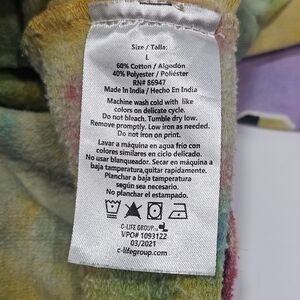 Size / Talla:
L
60% Cotton / Algodón
40% Polyester / Poliéster
RN# 86947
Made In India / Hecho En India
Machine wash cold with like
colors on delicate cycle.
Do not bleach. Tumble dry low.
Remove promptly. Low iron as needed.
Do not iron on print.
Lavar a máquina en agua frío con
colores similares en ciclo delicado.
No usar blanqueador. Secar en máquina a
baja temperatura,quitar rapidamente.
Planchar a baja temperatura
según sea necesario.
No planchar el estampado.
C-LIFE GROUP
VPO# 1093122
03/2021
c-lifegroup.com